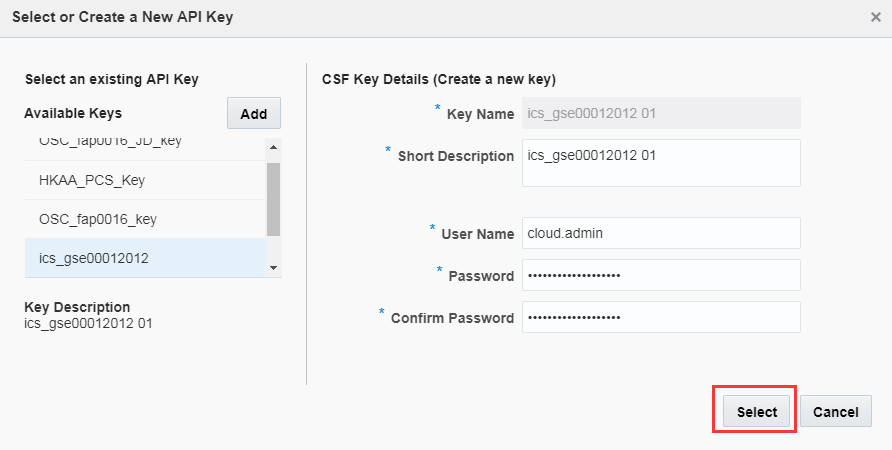 Select or Create a New API Key
×
Select an existing API Key
Available Keys
Add
OSC_fap0016_JD_key
HKAA_PCS_Key
OSC_fap0016_key
ics_gse00012012
Key Description
ics_gse00012012 01
CSF Key Details (Create a new key)
* Key Name ics_gse00012012 01
* Short Description ics_gse00012012 01
* User Name cloud.admin
* Password •••••••••••••••••••
* Confirm Password •••••••••••••••••••
Select Cancel